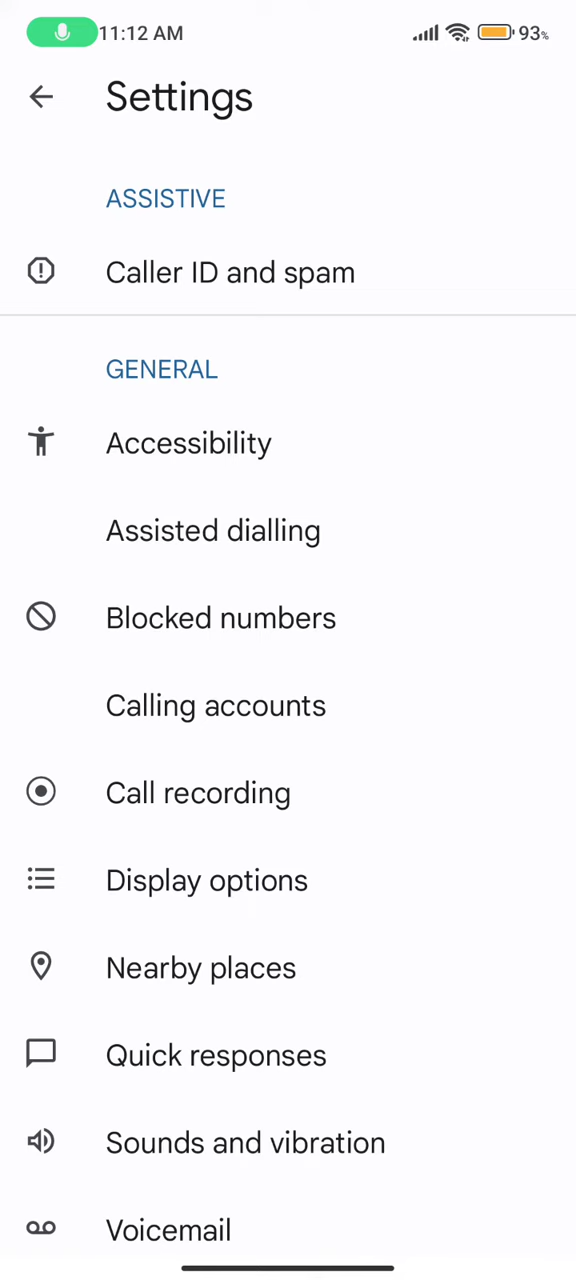 11:12 AM 93%
Settings
ASSISTIVE
Caller ID and spam
GENERAL
Accessibility
Assisted dialling
Blocked numbers
Calling accounts
Call recording
Display options
Nearby places
Quick responses
Sounds and vibration
Voicemail